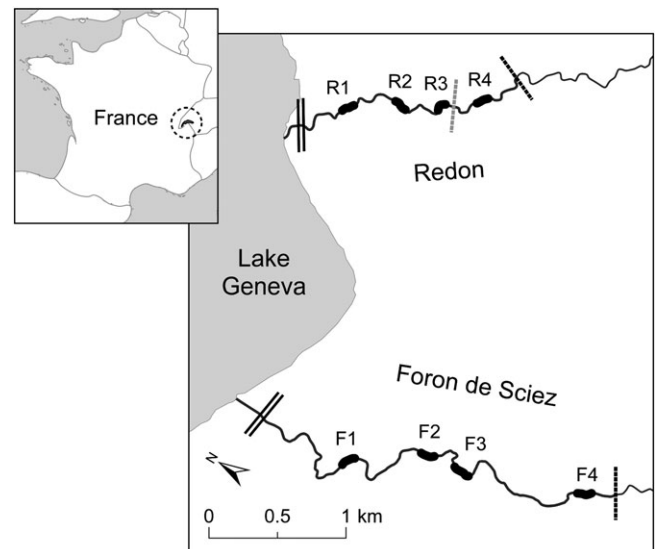 France
R1
R2
R3
R4
Redon
Lake
Geneva
Foron de Sciez
F1
F2
F3
F4
N
0
0.5
1 km